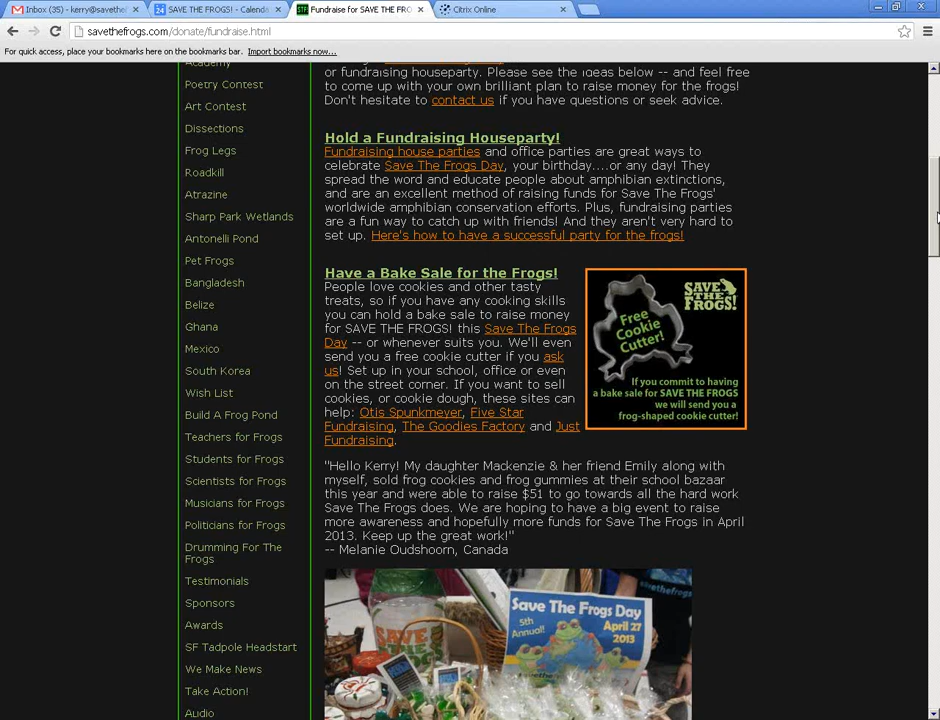 Inbox (35) - kerry@savethef
SAVE THE FROGS! - Calenda
Fundraise for SAVE THE FRO
Citrix Online
savethefrogs.com/donate/fundraise.html
For quick access, place your bookmarks here on the bookmarks bar. Import bookmarks now...
Academy
Poetry Contest
Art Contest
Dissections
Frog Legs
Roadkill
Atrazine
Sharp Park Wetlands
Antonelli Pond
Pet Frogs
Bangladesh
Belize
Ghana
Mexico
South Korea
Wish List
Build A Frog Pond
Teachers for Frogs
Students for Frogs
Scientists for Frogs
Musicians for Frogs
Politicians for Frogs
Drumming For The
Frogs
Testimonials
Sponsors
Awards
SF Tadpole Headstart
We Make News
Take Action!
Audio
or fundraising houseparty. Please see the ideas below -- and feel free
to come up with your own brilliant plan to raise money for the frogs!
Don't hesitate to contact us if you have questions or seek advice.
Hold a Fundraising Houseparty!
Fundraising house parties and office parties are great ways to
celebrate Save The Frogs Day, your birthday....or any day! They
spread the word and educate people about amphibian extinctions,
and are an excellent method of raising funds for Save The Frogs'
worldwide amphibian conservation efforts. Plus, fundraising parties
are a fun way to catch up with friends! And they aren't very hard to
set up. Here's how to have a successful party for the frogs!
Have a Bake Sale for the Frogs!
People love cookies and other tasty
treats, so if you have any cooking skills
you can hold a bake sale to raise money
for SAVE THE FROGS! this Save The Frogs
Day -- or whenever suits you. We'll even
send you a free cookie cutter if you ask
us! Set up in your school, office or even
on the street corner. If you want to sell
cookies, or cookie dough, these sites can
help: Otis Spunkmeyer, Five Star
Fundraising, The Goodies Factory and Just
Fundraising.
SAVE
THE
FROGS!
Free
Cookie
Cutter!
If you commit to having
a bake sale for the frogs
we will send you a
frog-shaped cookie cutter!
"Hello Kerry! My daughter Mackenzie & her friend Emily along with
myself, sold frog cookies and frog gummies at their school bazaar
this year and were able to raise $51 to go towards all the hard work
Save The Frogs does. We are hoping to have a big event to raise
more awareness and hopefully more funds for Save The Frogs in April
2013. Keep up the great work!"
-- Melanie Oudshoorn, Canada
Save The Frogs Day
5th
Annual!
April 27
2013